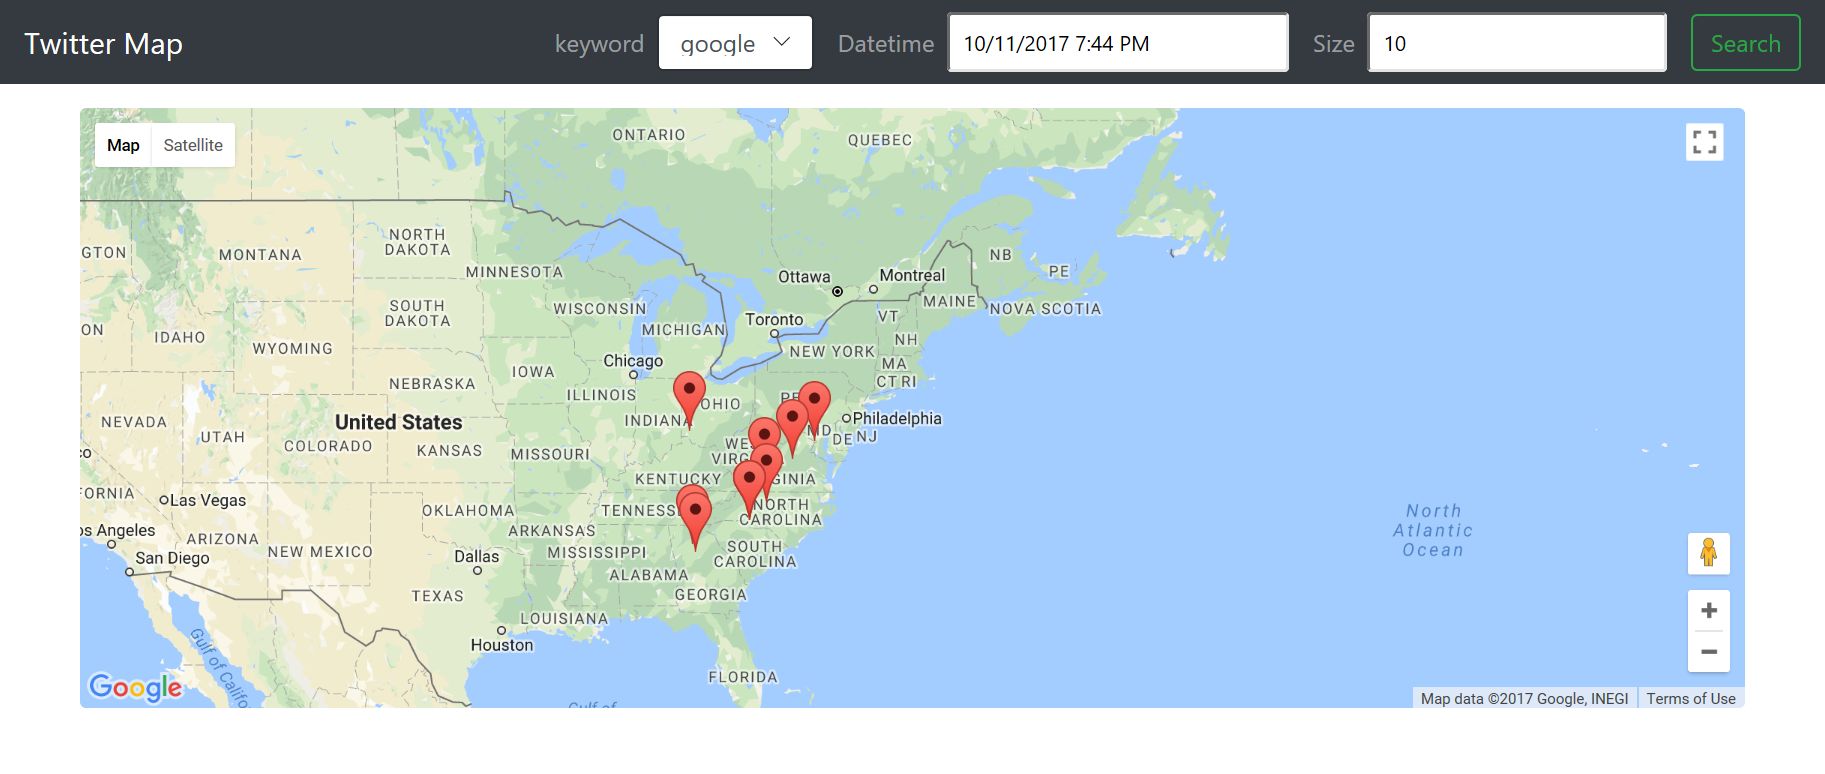 Twitter Map
keyword
google
Datetime
10/11/2017 7:44 PM
Size
10
Search
Map
Satellite
ONTARIO
QUEBEC
GTON
MONTANA
NORTH
DAKOTA
MINNESOTA
Ottawa
Montreal
NB
PE
SOUTH
DAKOTA
WISCONSIN
MICHIGAN
Toronto
VT
MAINE
NOVA SCOTIA
ON
IDAHO
WYOMING
NH
NEW YORK
MA
CT RI
Chicago
IOWA
NEBRASKA
ILLINOIS
INDIANA
OHIO
PE
Philadelphia
MD
DE
NJ
NEVADA
United States
UTAH
COLORADO
KANSAS
MISSOURI
WES
VIRG
KENTUCKY
GINIA
co
FORNIA
Las Vegas
OKLAHOMA
TENNESS
NORTH
CAROLINA
os Angeles
ARIZONA
NEW MEXICO
ARKANSAS
MISSISSIPPI
SOUTH
CAROLINA
San Diego
Dallas
ALABAMA
TEXAS
GEORGIA
LOUISIANA
Houston
FLORIDA
North
Atlantic
Ocean
Gulf of Califo
Gulf of
Google
Map data ©2017 Google, INEGI
Terms of Use